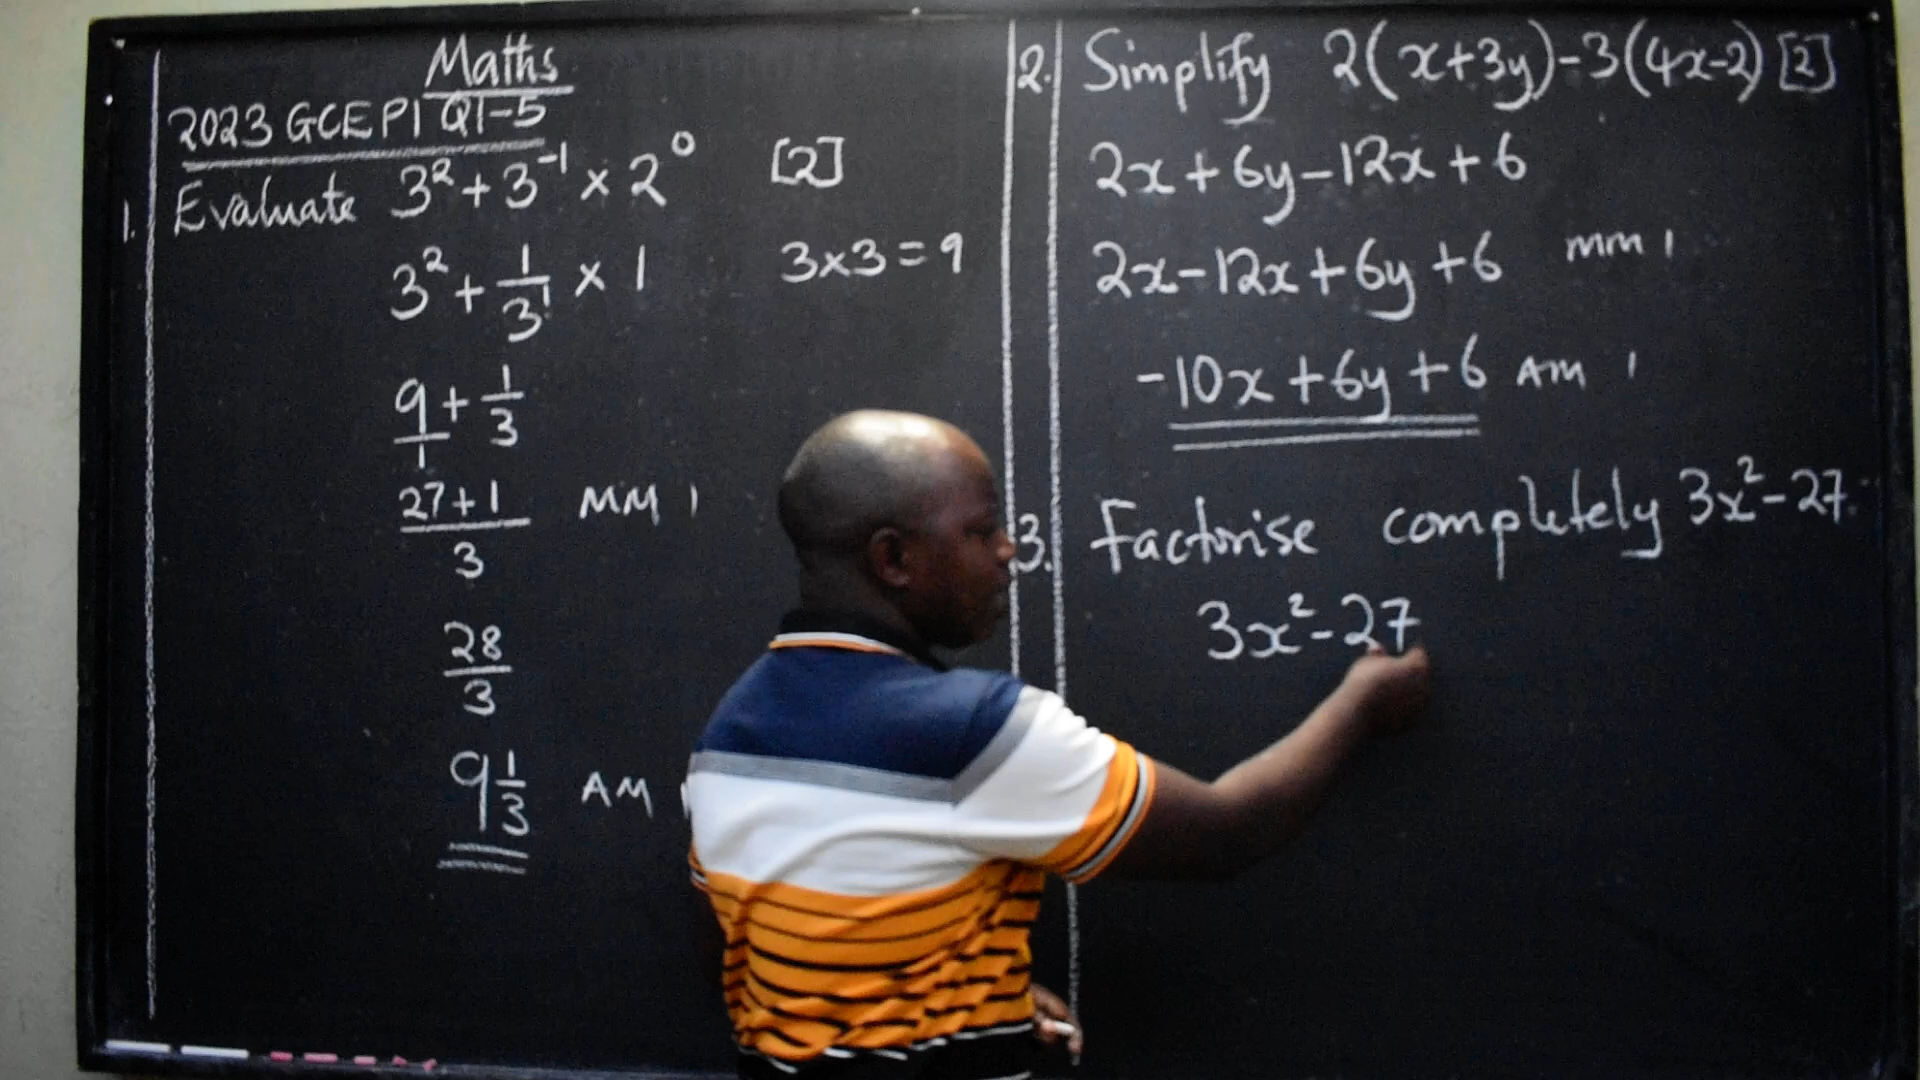 Maths
2023 GCE P1 Q1-5
1. Evaluate 3² + 3⁻¹ × 2⁰ [2]
3² + 1/3¹ × 1 3×3=9
9/1 + 1/3
27+1/3 MM 1
28/3
9 1/3 AM 1
2. Simplify 2(x+3y)-3(4x-2) [2]
2x+6y-12x+6
2x-12x+6y+6 mm 1
-10x+6y+6 AM 1
3. Factorise completely 3x²-27.
3x²-27